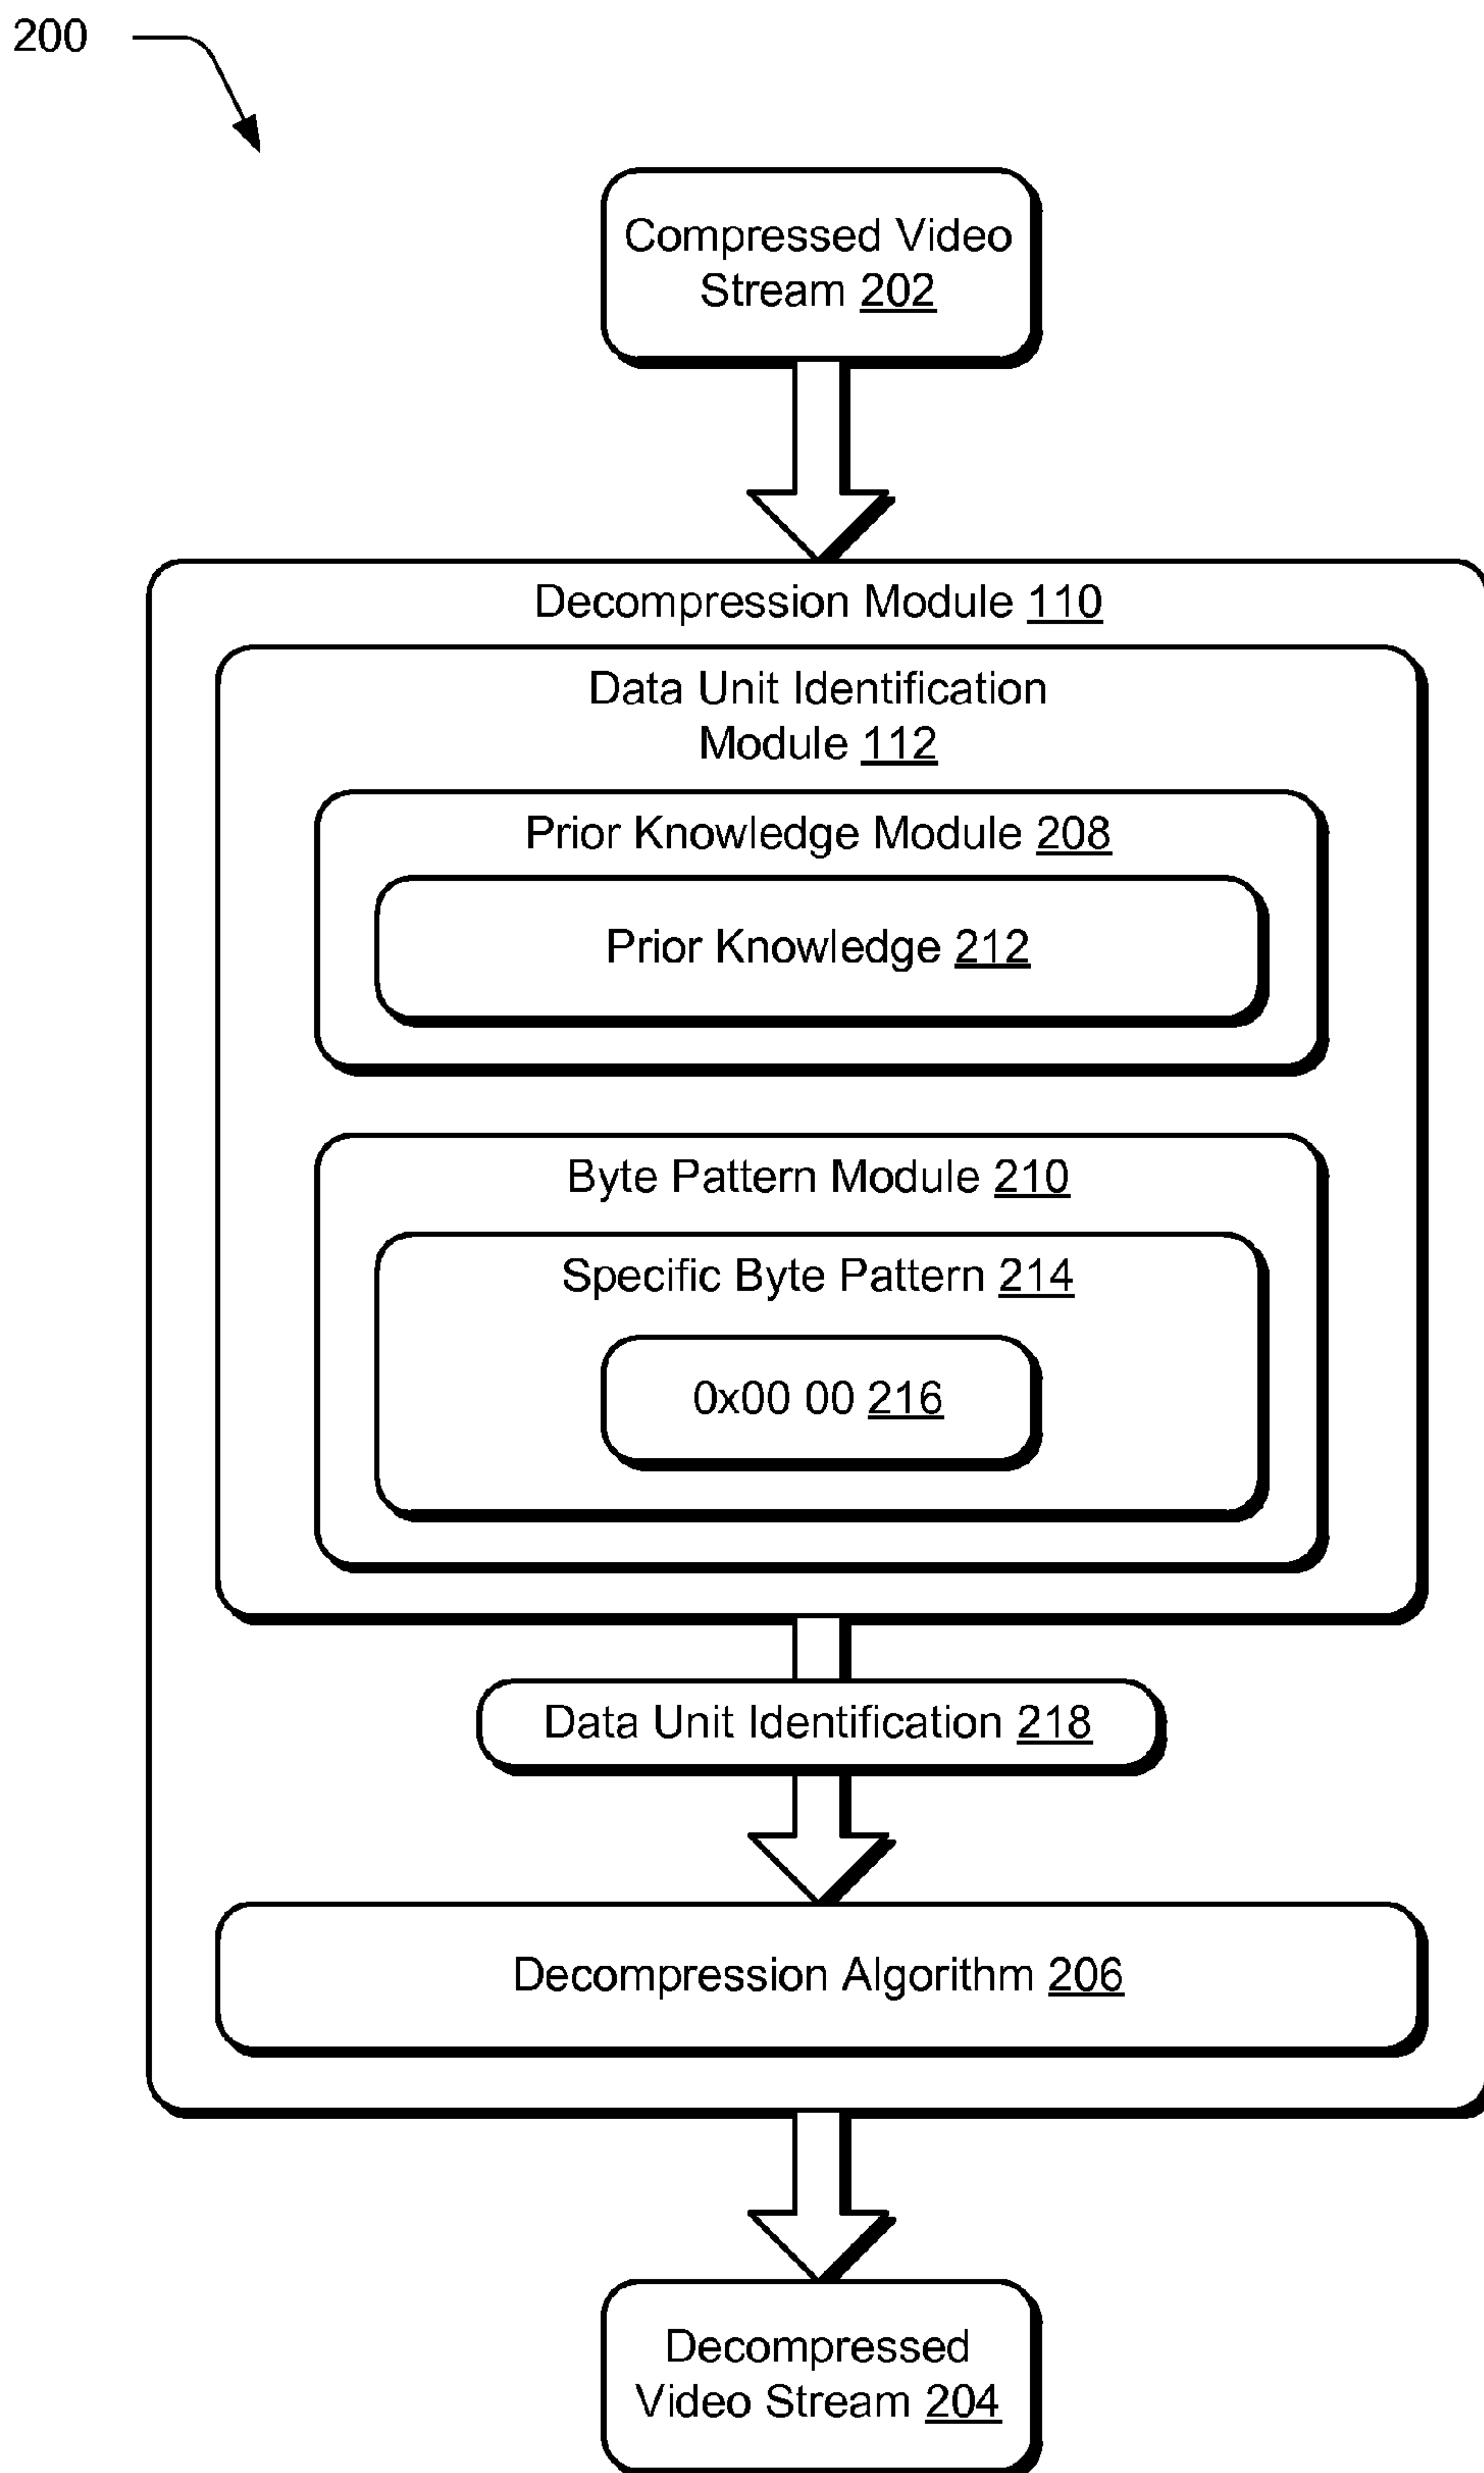 200
Compressed Video
Stream 202
Decompression Module 110
Data Unit Identification
Module 112
Prior Knowledge Module 208
Prior Knowledge 212
Byte Pattern Module 210
Specific Byte Pattern 214
0x00 00 216
Data Unit Identification 218
Decompression Algorithm 206
Decompressed
Video Stream 204